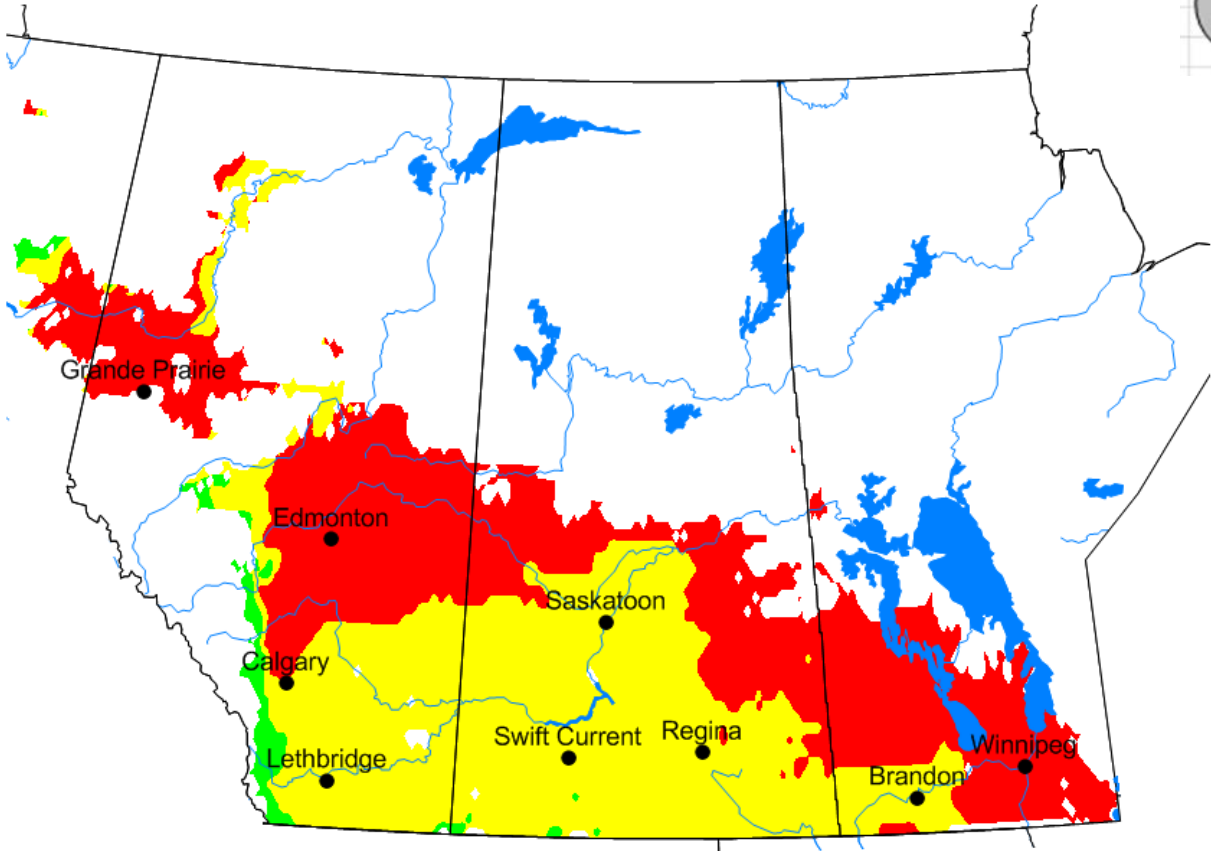 Grande Prairie
Edmonton
Saskatoon
Calgary
Swift Current
Regina
Lethbridge
Winnipeg
Brandon